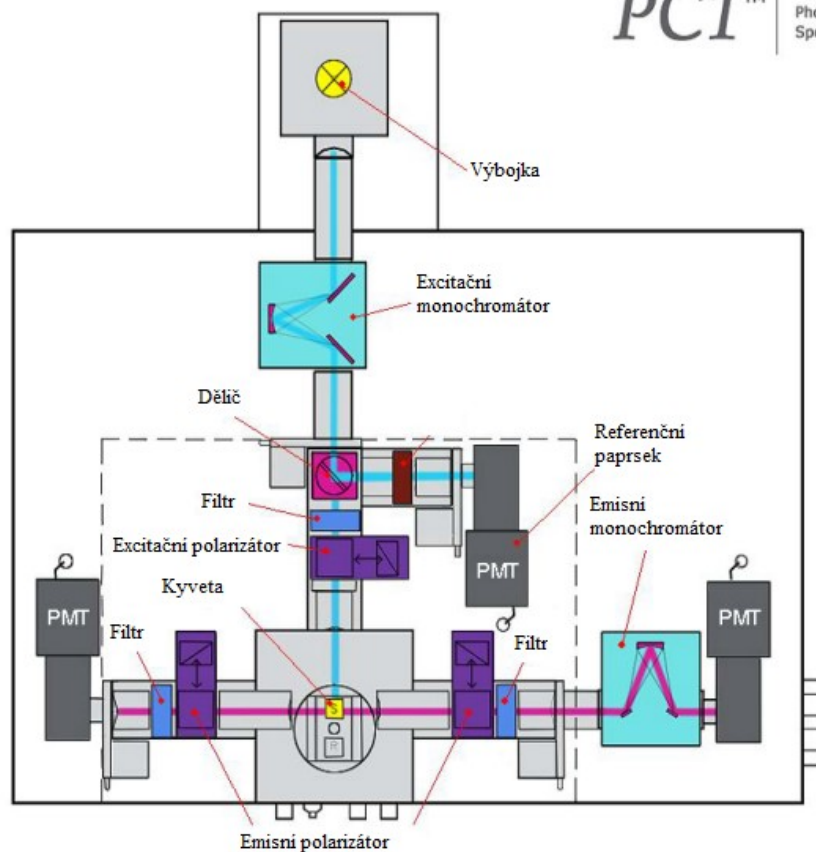 PCT™
Výbojka
Excitační
monochromátor
Dělič
Referenční
paprsek
Filtr
Emisní
monochromátor
Excitační polarizátor
PMT
Kyveta
PMT
PMT
Filtr
Filtr
S
R
Emisní polarizátor